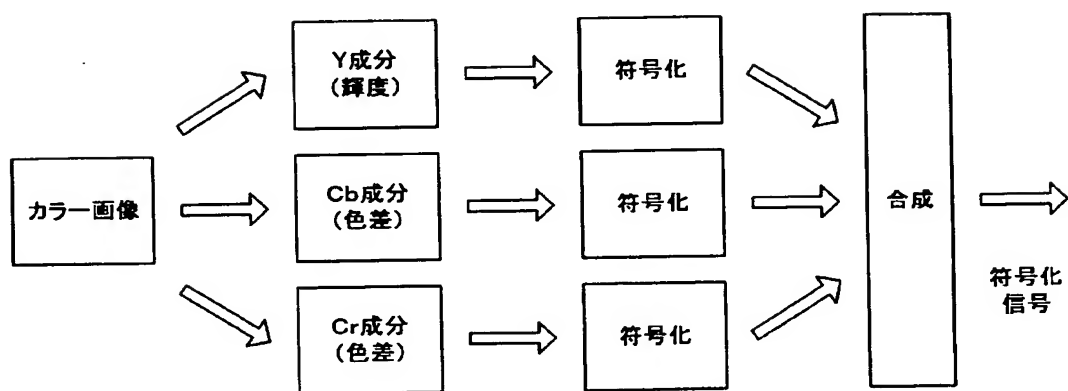 カラー画像
Y成分
(輝度)
符号化
Cb成分
(色差)
符号化
Cr成分
(色差)
符号化
合成
符号化
信号